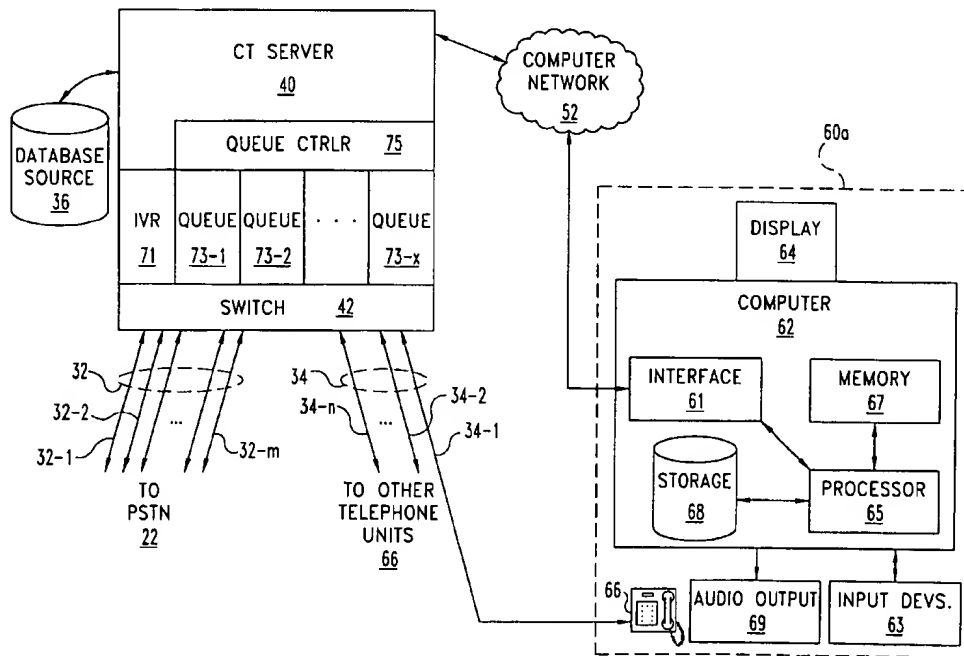 CT SERVER
40
QUEUE CTRLR 75
DATABASE
SOURCE
36
IVR
71
QUEUE
73-1
QUEUE
73-2
. . .
QUEUE
73-x
SWITCH 42
32
32-2
32-1
...
32-m
34
34-n
...
34-2
34-1
TO
PSTN
22
TO OTHER
TELEPHONE
UNITS
66
COMPUTER
NETWORK
52
60a
DISPLAY
64
COMPUTER
62
INTERFACE
61
MEMORY
67
STORAGE
68
PROCESSOR
65
66
AUDIO OUTPUT
69
INPUT DEVS.
63